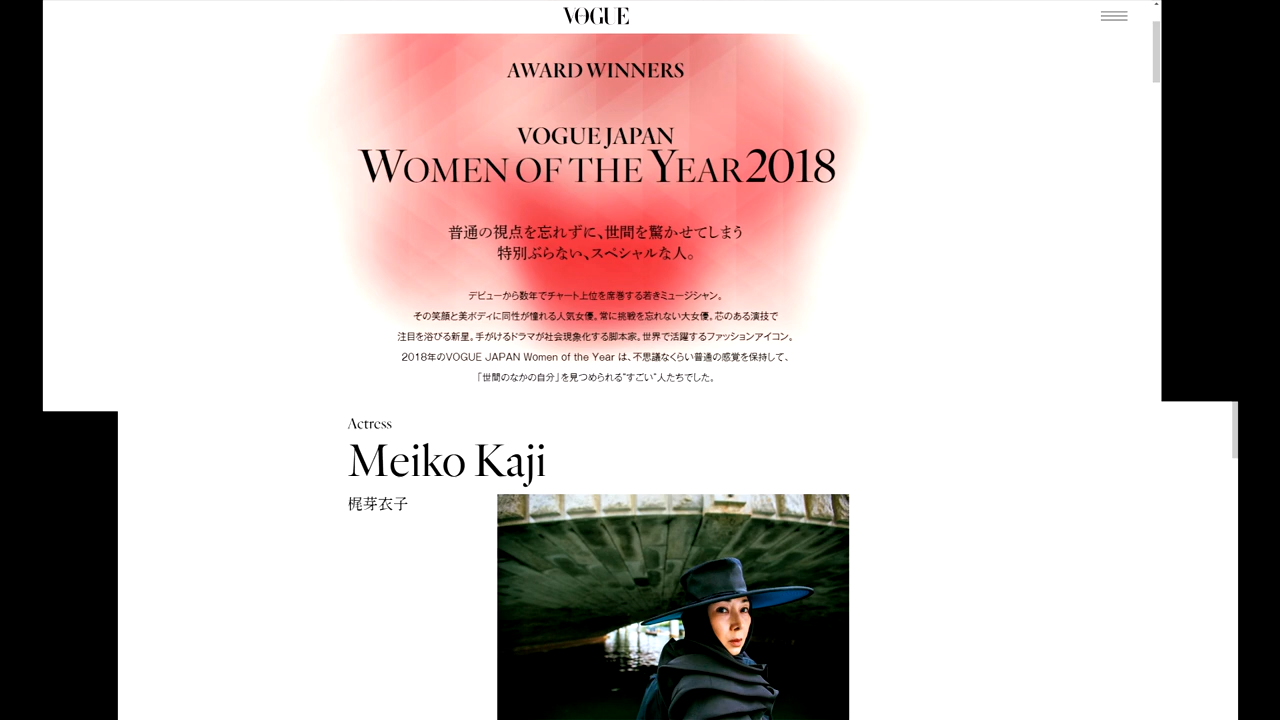 VOGUE
AWARD WINNERS
VOGUE JAPAN
WOMEN OF THE YEAR 2018
普通の視点を忘れずに、世間を驚かせてしまう
特別ぶらない、スペシャルな人。
デビューから数年でチャート上位を席巻する若きミュージシャン。
その笑顔と美ボディに同性が憧れる人気女優。常に挑戦を忘れない大女優。芯のある演技で
注目を浴びる新星。手がけるドラマが社会現象化する脚本家。世界で活躍するファッションアイコン。
2018年のVOGUE JAPAN Women of the Year は、不思議なくらい普通の感覚を保持して、
「世間のなかの自分」を見つめられる“すごい”人たちでした。
Actress
Meiko Kaji
梶芽衣子